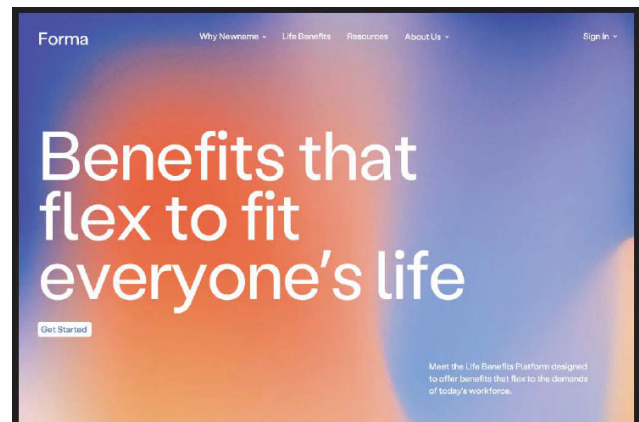 Forma
Why Newname
Life Benefits
Resources
About Us
Sign In
Benefits that
flex to fit
everyone's life
Get Started
Meet the Life Benefits Platform designed
to offer benefits that flex to the demands
of today's workforce.